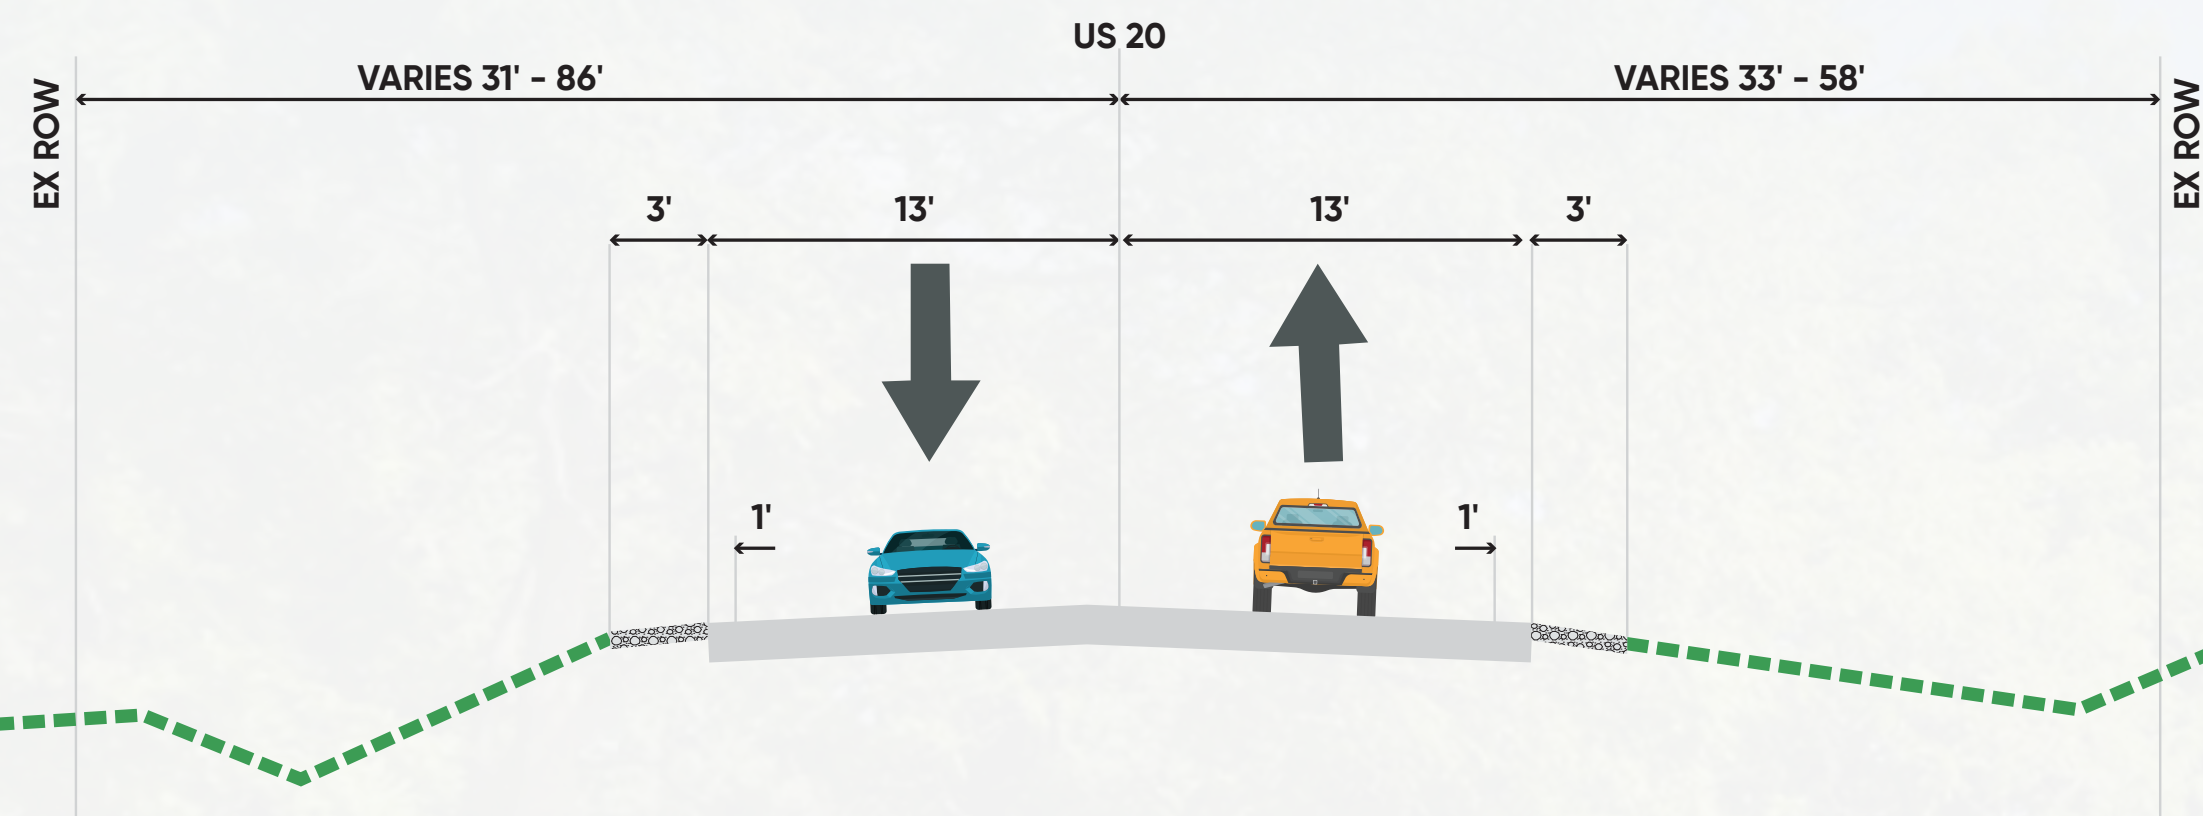 US 20
VARIES 31' - 86'
VARIES 33' - 58'
EX ROW
EX ROW
3'
13'
13'
3'
1'
1'